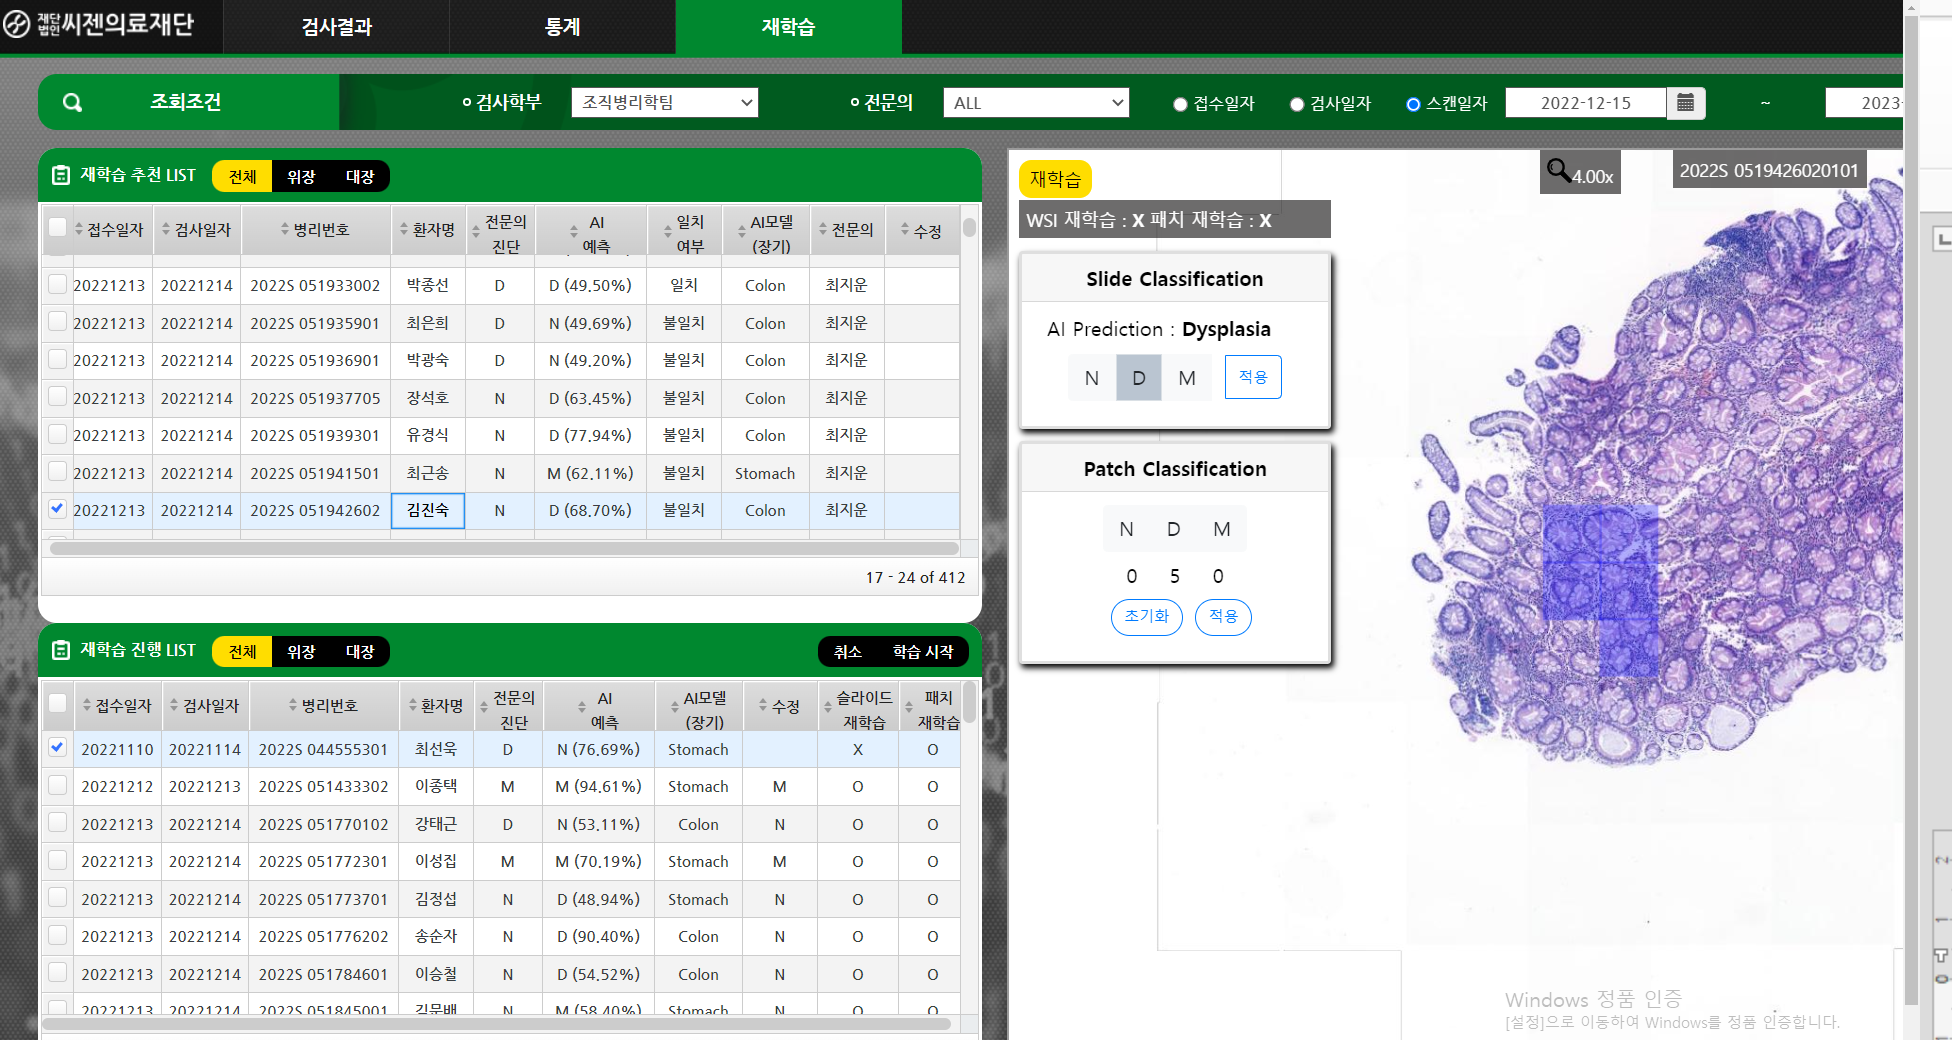 재단법인 씨젠의료재단
검사결과 통계 재학습
조회조건 검사학부 조직병리학팀 전문의 ALL 접수일자 검사일자 스캔일자 2022-12-15 ~ 2023-
재학습 추천 LIST 전체 위장 대장
접수일자 검사일자 병리번호 환자명 전문의 진단 AI 예측 일치 여부 AI모델 (장기) 전문의 수정
20221213 20221214 2022S 051933002 박종선 D D (49.50%) 일치 Colon 최지운
20221213 20221214 2022S 051935901 최은희 D N (49.69%) 불일치 Colon 최지운
20221213 20221214 2022S 051936901 박광숙 D N (49.20%) 불일치 Colon 최지운
20221213 20221214 2022S 051937705 장석호 N D (63.45%) 불일치 Colon 최지운
20221213 20221214 2022S 051939301 유경식 N D (77.94%) 불일치 Colon 최지운
20221213 20221214 2022S 051941501 최근송 N M (62.11%) 불일치 Stomach 최지운
20221213 20221214 2022S 051942602 김진숙 N D (68.70%) 불일치 Colon 최지운
17 - 24 of 412
재학습 진행 LIST 전체 위장 대장 취소 학습 시작
접수일자 검사일자 병리번호 환자명 전문의 진단 AI 예측 AI모델 (장기) 수정 슬라이드 재학습 패치 재학습
20221110 20221114 2022S 044555301 최선욱 D N (76.69%) Stomach X O
20221212 20221213 2022S 051433302 이종택 M M (94.61%) Stomach M O O
20221213 20221214 2022S 051770102 강태근 D N (53.11%) Colon N O O
20221213 20221214 2022S 051772301 이성집 M M (70.19%) Stomach M O O
20221213 20221214 2022S 051773701 김정섭 N D (48.94%) Stomach N O O
20221213 20221214 2022S 051776202 송순자 N D (90.40%) Colon N O O
20221213 20221214 2022S 051784601 이승철 N D (54.52%) Colon N O O
20221213 20221214 2022S 051845001 김문배 N M (58.40%) Stomach N O O
재학습
WSI 재학습 : X 패치 재학습 : X
4.00x
2022S 0519426020101
Slide Classification
AI Prediction : Dysplasia
N D M 적용
Patch Classification
N D M
0 5 0
초기화 적용
Windows 정품 인증
[설정]으로 이동하여 Windows를 정품 인증합니다.
2
1
0